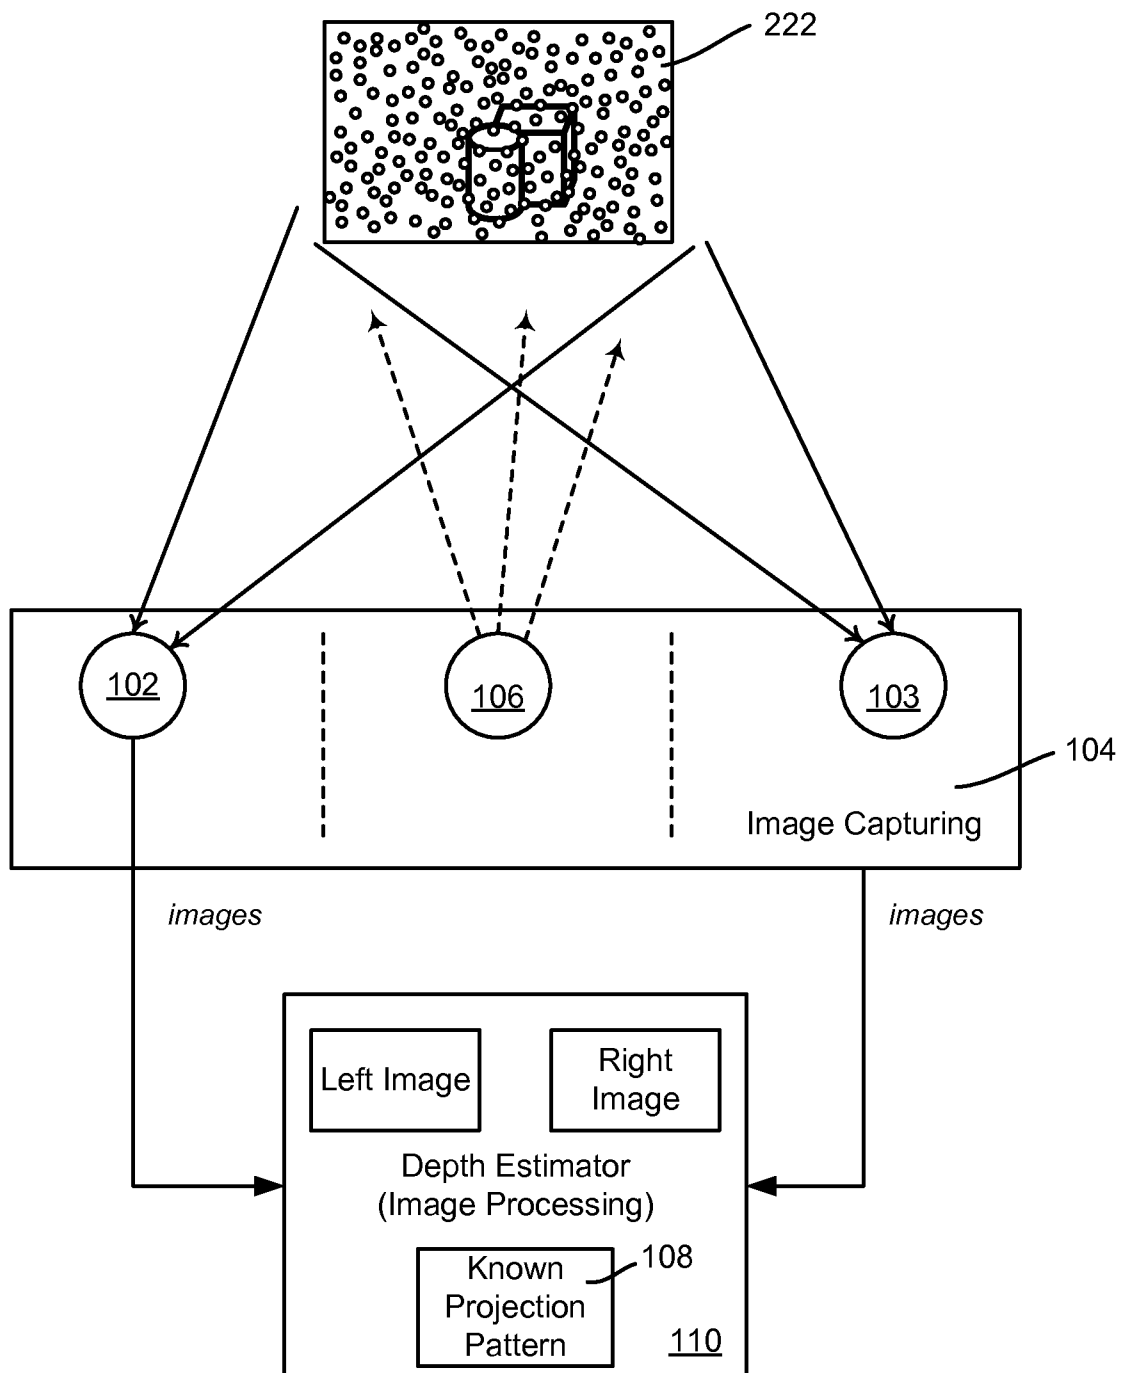 222
102
106
103
104
Image Capturing
images
images
Left Image
Right
Image
Depth Estimator
(Image Processing)
108
Known
Projection
Pattern
110